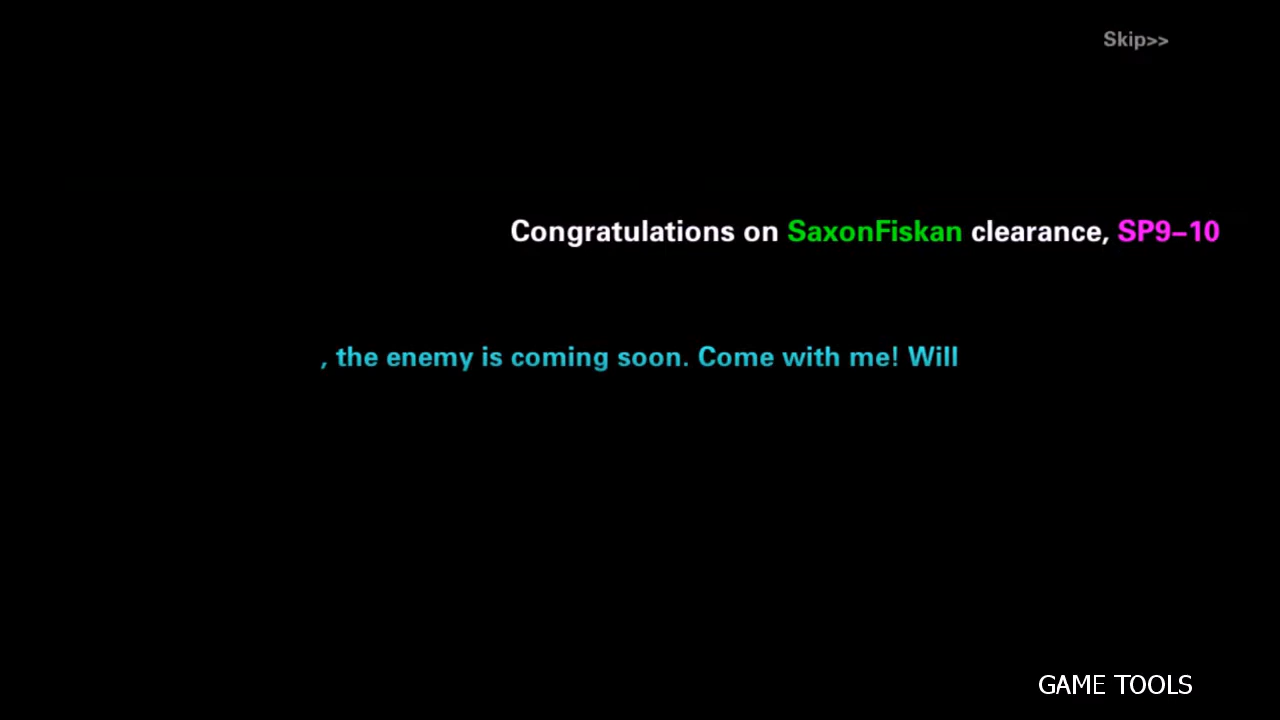 Skip>>
Congratulations on SaxonFiskan clearance, SP9–10
, the enemy is coming soon. Come with me! Will
GAME TOOLS